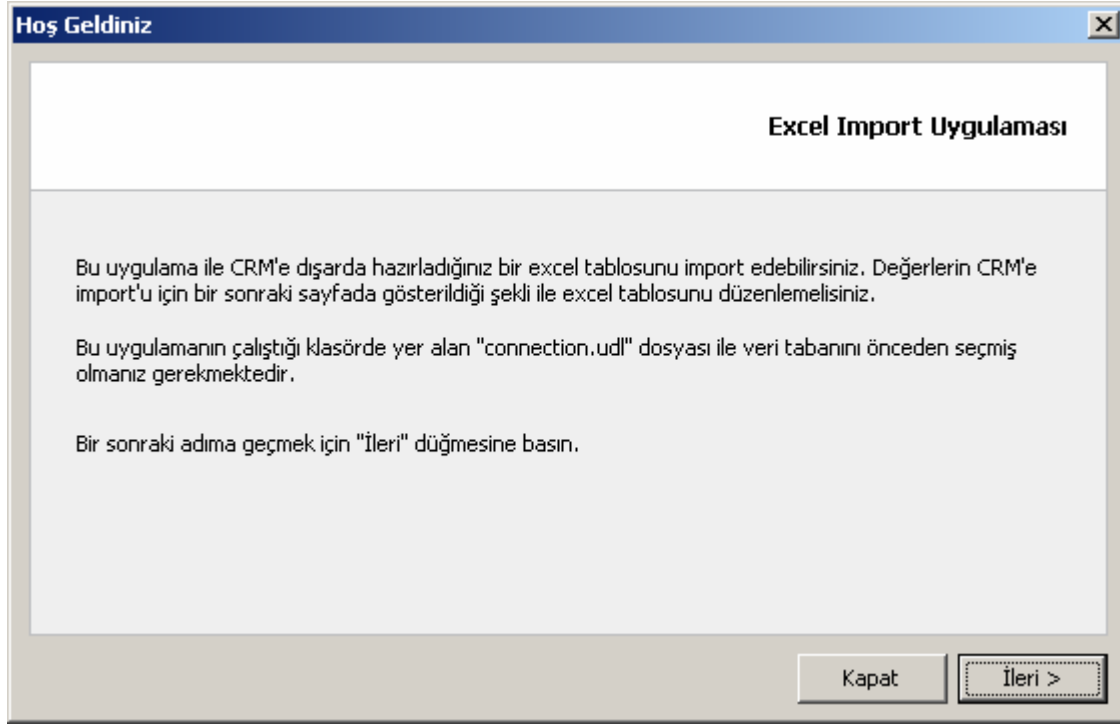 Hoş Geldiniz
Excel Import Uygulaması
Bu uygulama ile CRM'e dışarda hazırladığınız bir excel tablosunu import edebilirsiniz. Değerlerin CRM'e
import'u için bir sonraki sayfada gösterildiği şekli ile excel tablosunu düzenlemelisiniz.
Bu uygulamanın çalıştığı klasörde yer alan "connection.udl" dosyası ile veri tabanını önceden seçmiş
olmanız gerekmektedir.
Bir sonraki adıma geçmek için "İleri" düğmesine basın.
Kapat
İleri >